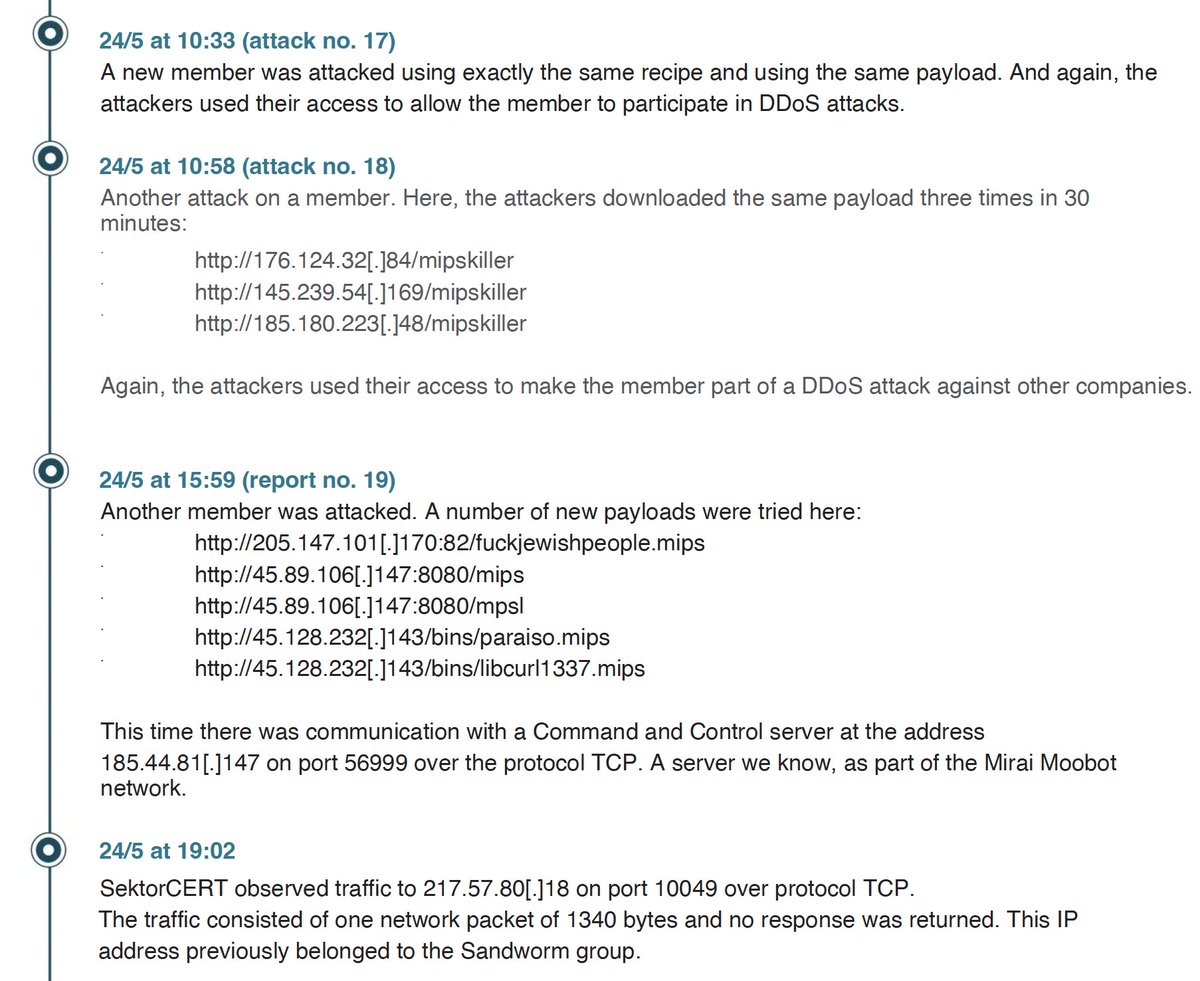 24/5 at 10:33 (attack no. 17)
A new member was attacked using exactly the same recipe and using the same payload. And again, the
attackers used their access to allow the member to participate in DDoS attacks.
24/5 at 10:58 (attack no. 18)
Another attack on a member. Here, the attackers downloaded the same payload three times in 30
minutes:
http://176.124.32[.]84/mipskiller
http://145.239.54[.]169/mipskiller
http://185.180.223[.]48/mipskiller
Again, the attackers used their access to make the member part of a DDoS attack against other companies.
24/5 at 15:59 (report no. 19)
Another member was attacked. A number of new payloads were tried here:
http://205.147.101[.]170:82/fuckjewishpeople.mips
http://45.89.106[.]147:8080/mips
http://45.89.106[.]147:8080/mpsl
http://45.128.232[.]143/bins/paraiso.mips
http://45.128.232[.]143/bins/libcurl1337.mips
This time there was communication with a Command and Control server at the address
185.44.81[.]147 on port 56999 over the protocol TCP. A server we know, as part of the Mirai Moobot
network.
24/5 at 19:02
SektorCERT observed traffic to 217.57.80[.]18 on port 10049 over protocol TCP.
The traffic consisted of one network packet of 1340 bytes and no response was returned. This IP
address previously belonged to the Sandworm group.